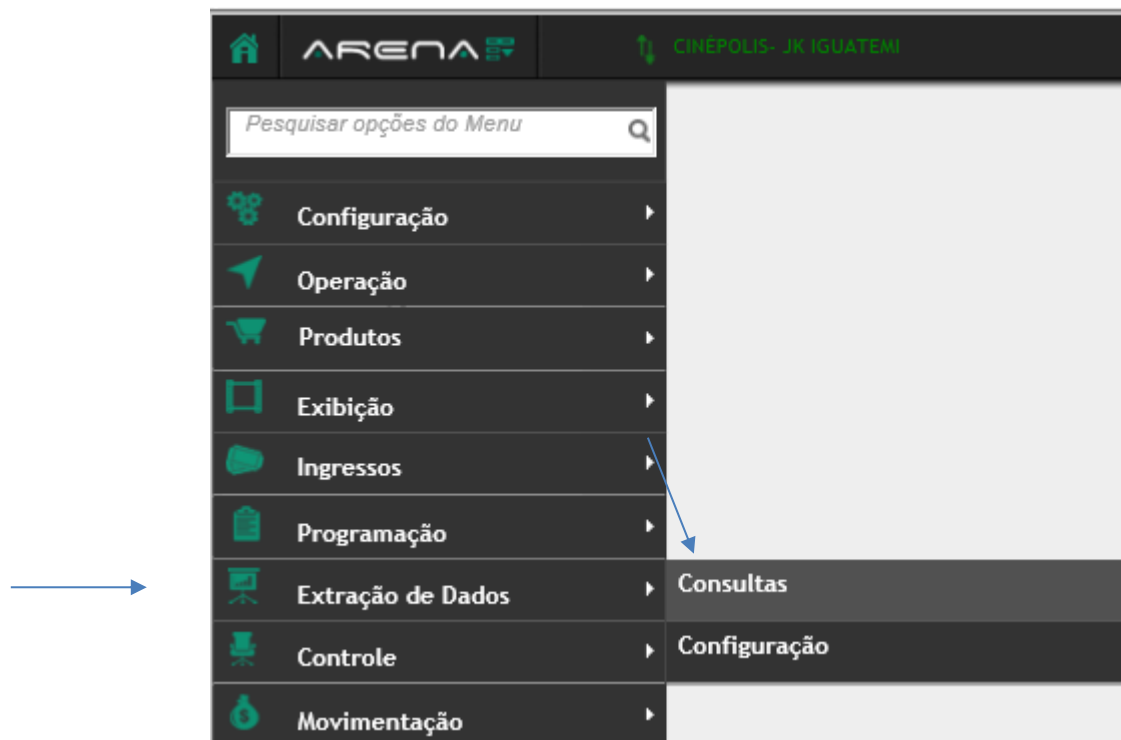 ARENA
CINÉPOLIS- JK IGUATEMI
Pesquisar opções do Menu
Configuração
Operação
Produtos
Exibição
Ingressos
Programação
Extração de Dados
Consultas
Controle
Configuração
Movimentação